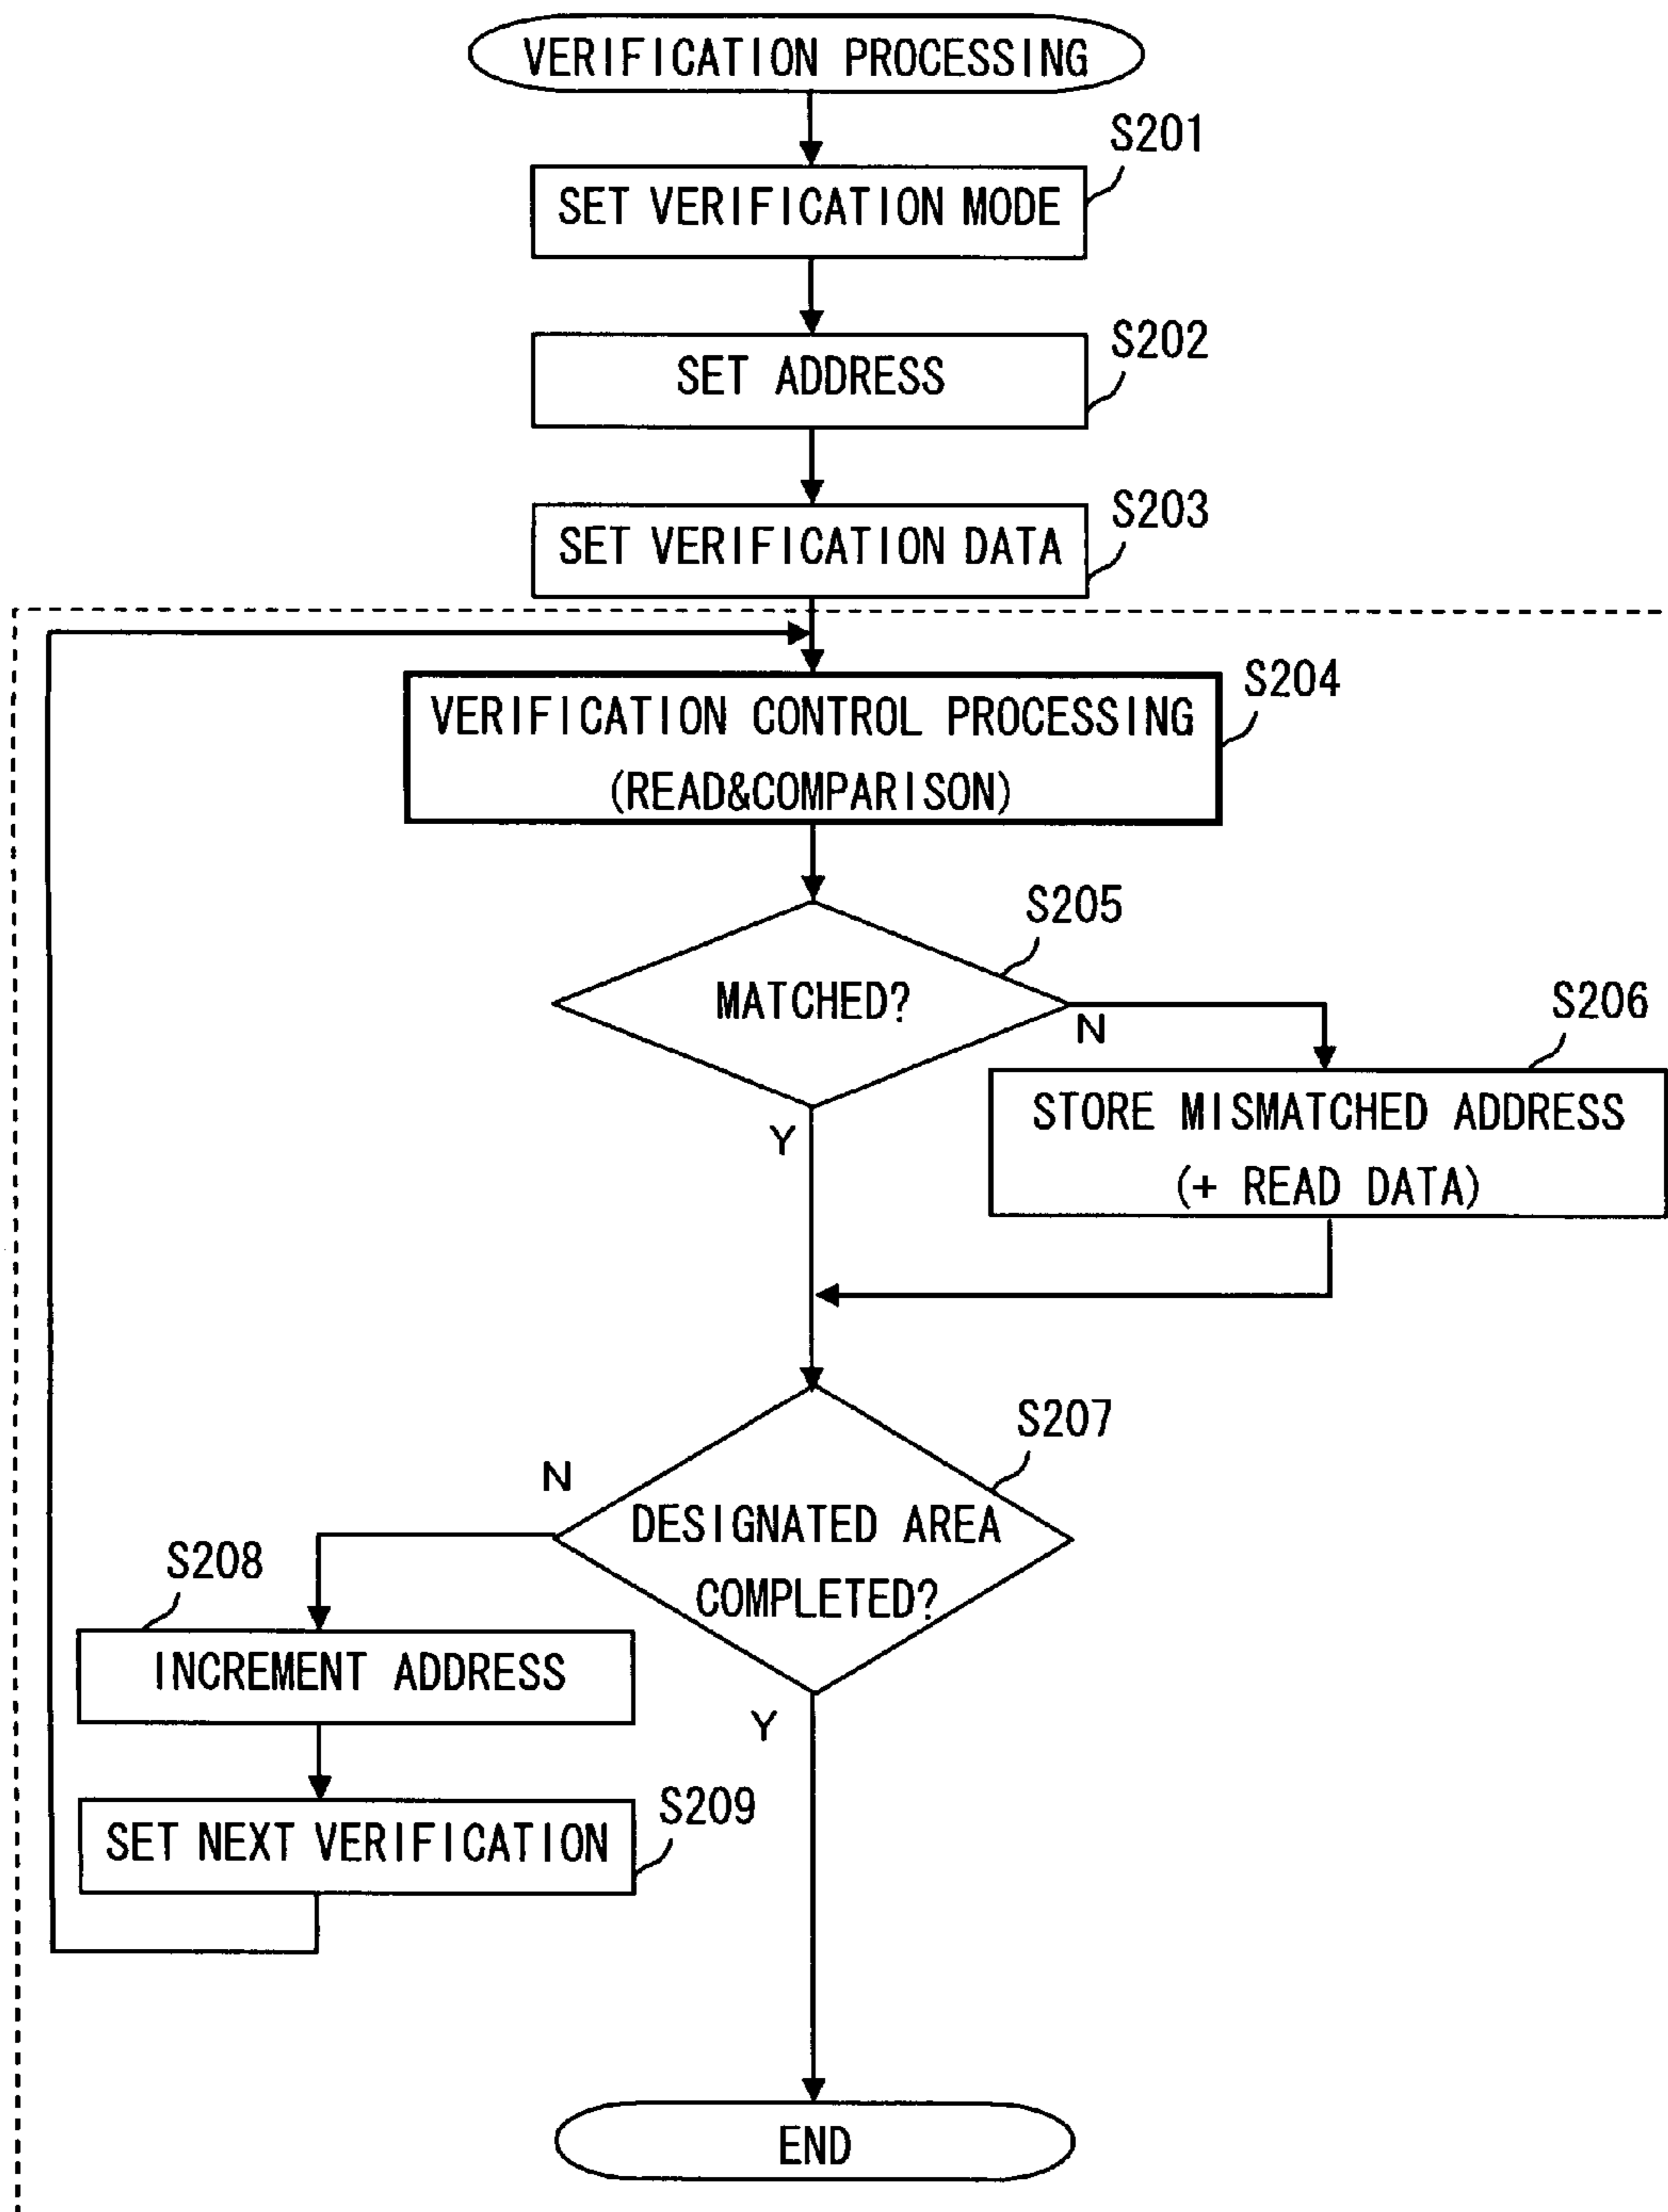 VERIFICATION PROCESSING
S201
SET VERIFICATION MODE
S202
SET ADDRESS
S203
SET VERIFICATION DATA
S204
VERIFICATION CONTROL PROCESSING
(READ&COMPARISON)
S205
MATCHED?
N
S206
STORE MISMATCHED ADDRESS
(+ READ DATA)
Y
S207
N
DESIGNATED AREA
COMPLETED?
S208
INCREMENT ADDRESS
Y
S209
SET NEXT VERIFICATION
END